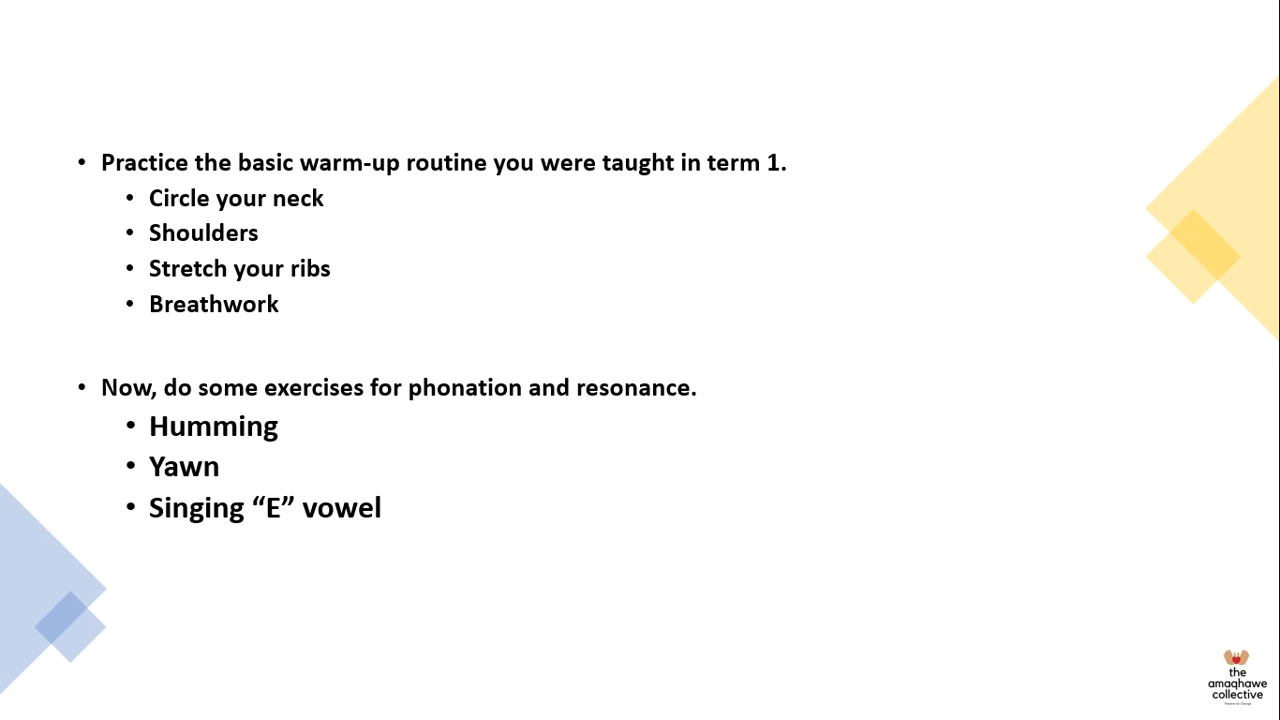 • Practice the basic warm-up routine you were taught in term 1.
• Circle your neck
• Shoulders
• Stretch your ribs
• Breathwork
• Now, do some exercises for phonation and resonance.
• Humming
• Yawn
• Singing “E” vowel
the
amaqhawe
collective